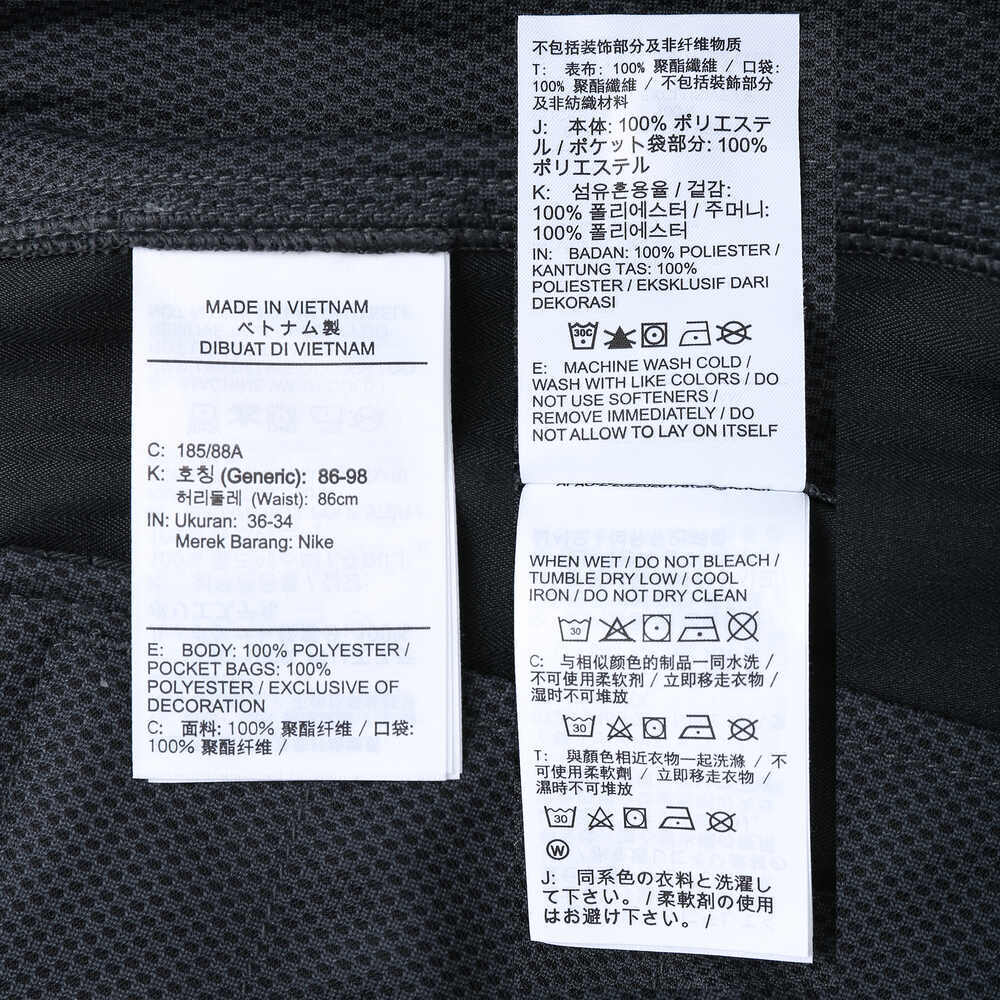 MADE IN VIETNAM
ベトナム製
DIBUAT DI VIETNAM
C: 185/88A
K: 호칭 (Generic): 86-98
허리둘레 (Waist): 86cm
IN: Ukuran: 36-34
Merek Barang: Nike
E: BODY: 100% POLYESTER /
POCKET BAGS: 100%
POLYESTER / EXCLUSIVE OF
DECORATION
C: 面料: 100% 聚酯纤维 / 口袋:
100% 聚酯纤维 /
不包括装饰部分及非纤维物质
T: 表布: 100% 聚酯纖維 / 口袋:
100% 聚酯纖維 / 不包括裝飾部分
及非紡織材料
J: 本体: 100% ポリエステ
ル / ポケット袋部分: 100%
ポリエステル
K: 섬유혼용율 / 겉감:
100% 폴리에스터 / 주머니:
100% 폴리에스터
IN: BADAN: 100% POLIESTER /
KANTUNG TAS: 100%
POLIESTER / EKSKLUSIF DARI
DEKORASI
30C
E: MACHINE WASH COLD /
WASH WITH LIKE COLORS / DO
NOT USE SOFTENERS /
REMOVE IMMEDIATELY / DO
NOT ALLOW TO LAY ON ITSELF
WHEN WET / DO NOT BLEACH /
TUMBLE DRY LOW / COOL
IRON / DO NOT DRY CLEAN
30
C: 与相似颜色的制品一同水洗 /
不可使用柔软剂 / 立即移走衣物 /
湿时不可堆放
30
T: 與顏色相近衣物一起洗滌 / 不
可使用柔軟劑 / 立即移走衣物 /
濕時不可堆放
30
W
J: 同系色の衣料と洗濯し
て下さい。/ 柔軟剤の使用
はお避け下さい。/